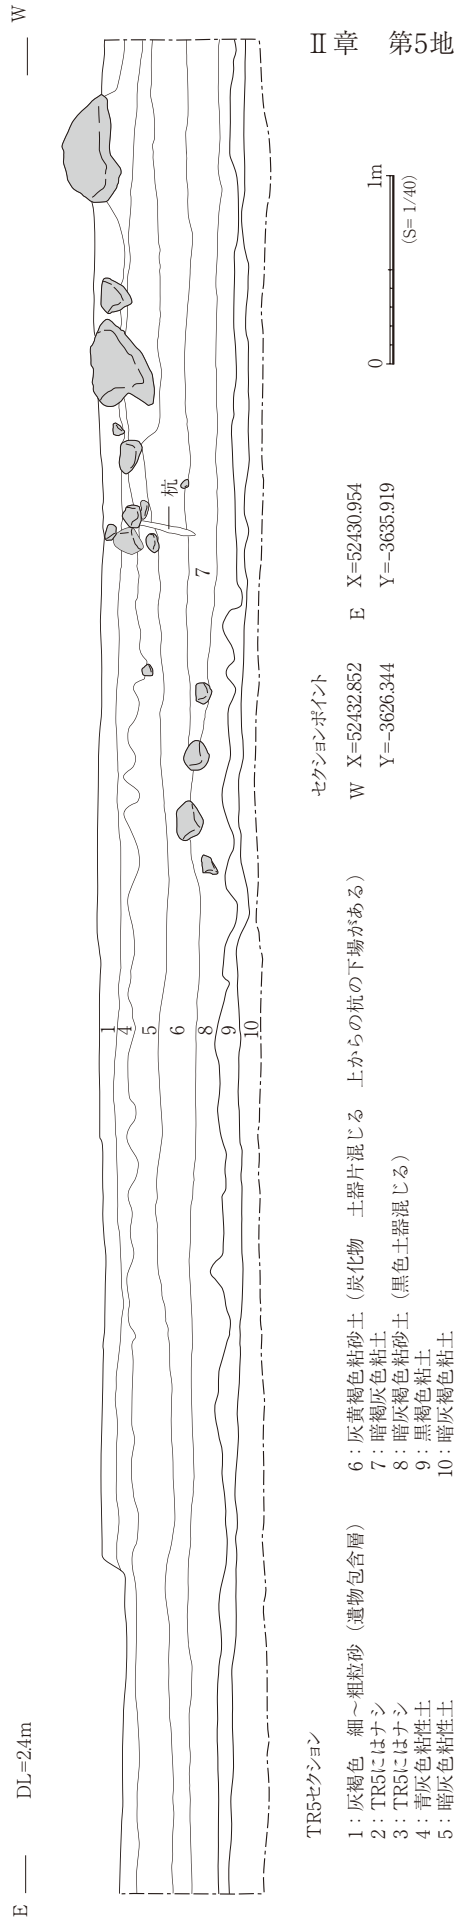 Ⅱ章　第5地
E
DL=2.4m
W
杭
1
4
5
6
7
8
9
10
TR5セクション
1：灰褐色　細～粗粒砂（遺物包含層）
2：TR5にはナシ
3：TR5にはナシ
4：青灰色粘性土
5：暗灰色粘性土
6：灰黄褐色粘砂土（炭化物　土器片混じる　上からの杭の下場がある）
7：暗褐灰色粘土
8：暗灰褐色粘砂土（黒色土器混じる）
9：黒褐色粘土
10：暗灰褐色粘土
セクションポイント
W　X=52432.852
Y=-3626.344
E　X=52430.954
Y=-3635.919
0
1m
(S= 1/40)